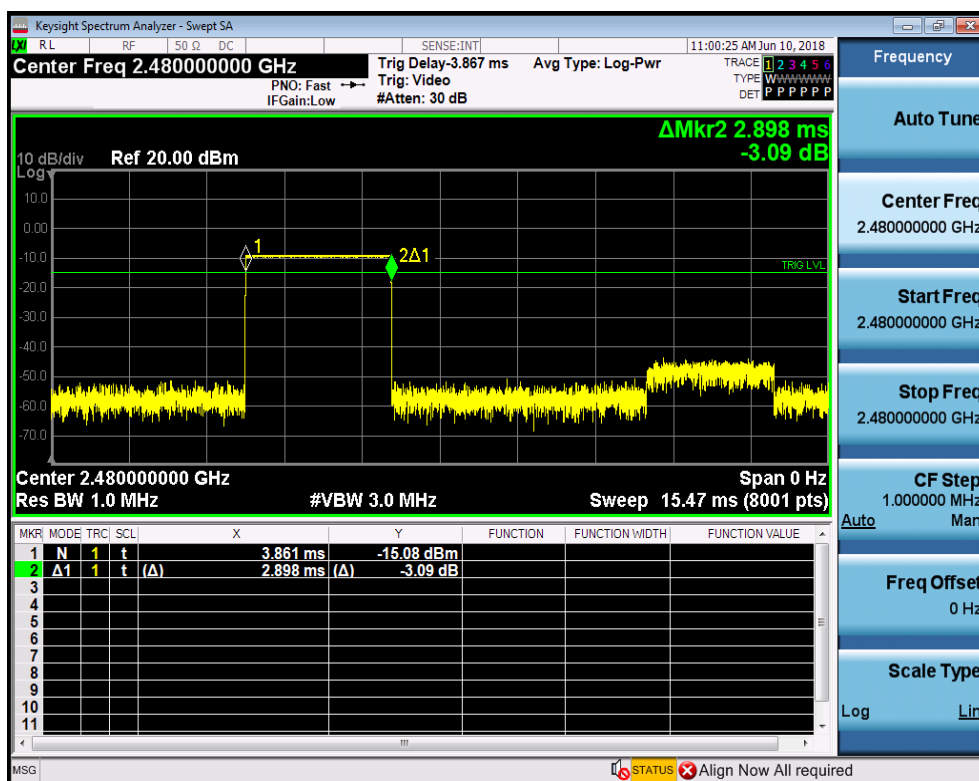 Keysight Spectrum Analyzer - Swept SA
LXI RL RF 50 Ω DC SENSE:INT 11:00:25 AM Jun 10, 2018
Center Freq 2.480000000 GHz
PNO: Fast
IFGain:Low
Trig Delay-3.867 ms
Trig: Video
#Atten: 30 dB
Avg Type: Log-Pwr
TRACE 1 2 3 4 5 6
TYPE WWWWWW
DET P P P P P P
ΔMkr2 2.898 ms
-3.09 dB
10 dB/div Ref 20.00 dBm
Log
10.0
0.00
-10.0
-20.0
-30.0
-40.0
-50.0
-60.0
-70.0
1
2Δ1
TRIG LVL
Center 2.480000000 GHz Span 0 Hz
Res BW 1.0 MHz #VBW 3.0 MHz Sweep 15.47 ms (8001 pts)
MKR MODE TRC SCL X Y FUNCTION FUNCTION WIDTH FUNCTION VALUE
1 N 1 t 3.861 ms -15.08 dBm
2 Δ1 1 t (Δ) 2.898 ms (Δ) -3.09 dB
3
4
5
6
7
8
9
10
11
MSG STATUS Align Now All required
Frequency
Auto Tune
Center Freq
2.480000000 GHz
Start Freq
2.480000000 GHz
Stop Freq
2.480000000 GHz
CF Step
1.000000 MHz
Auto Man
Freq Offset
0 Hz
Scale Type
Log Lin